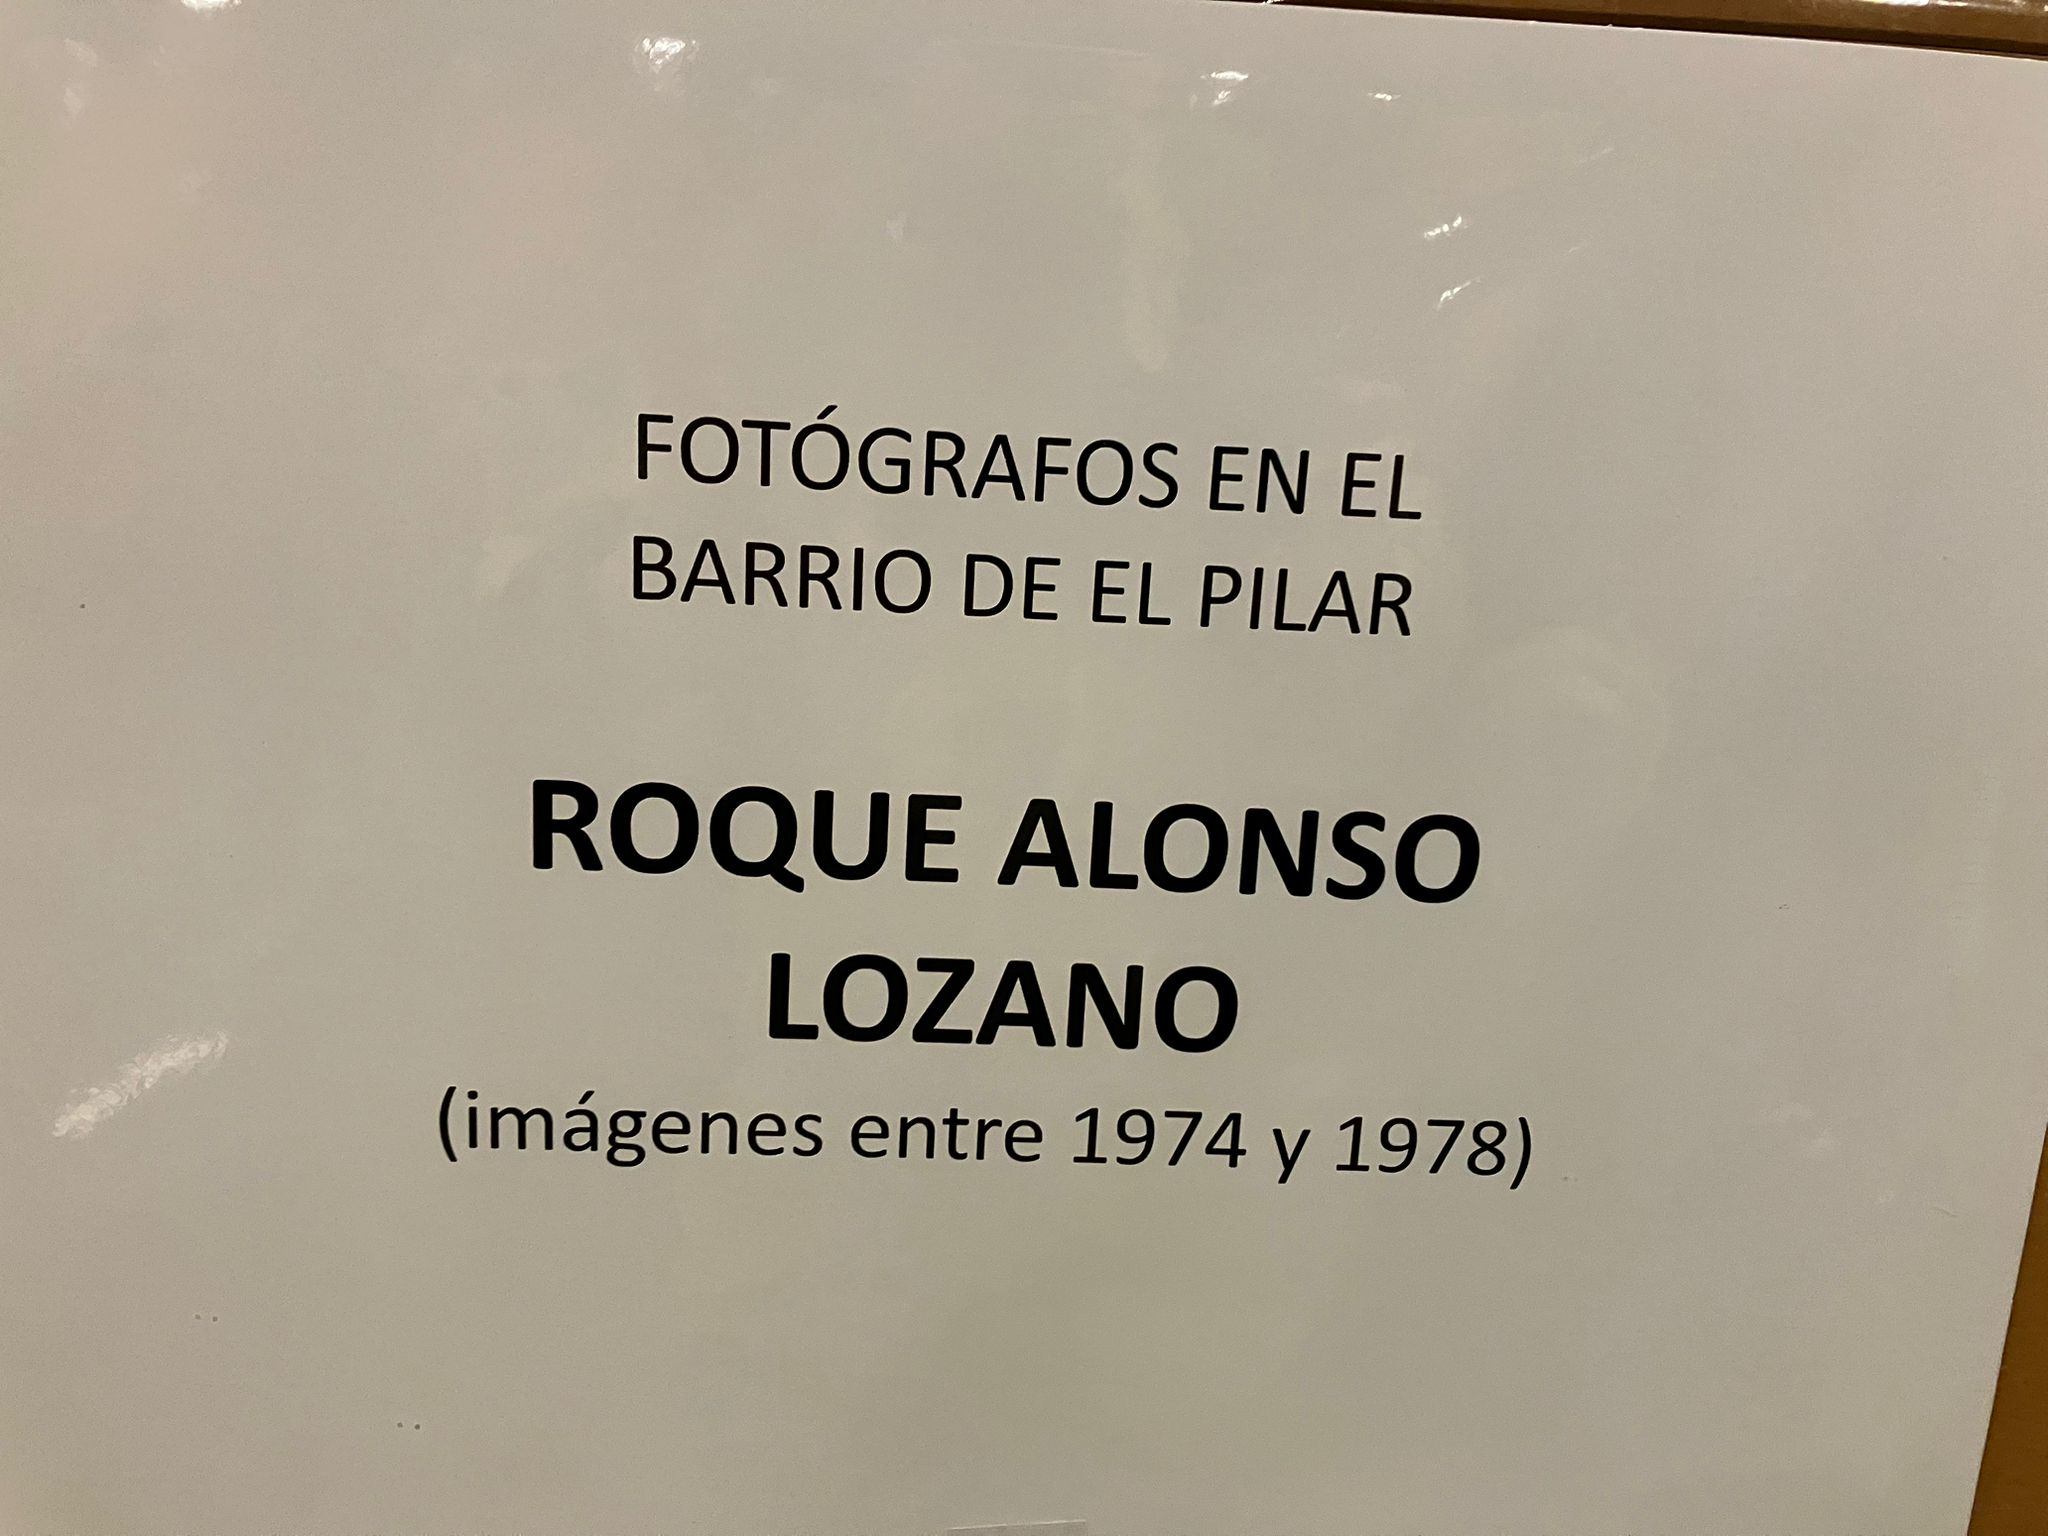 FOTÓGRAFOS EN EL
BARRIO DE EL PILAR
ROQUE ALONSO
LOZANO
(imágenes entre 1974 y 1978)